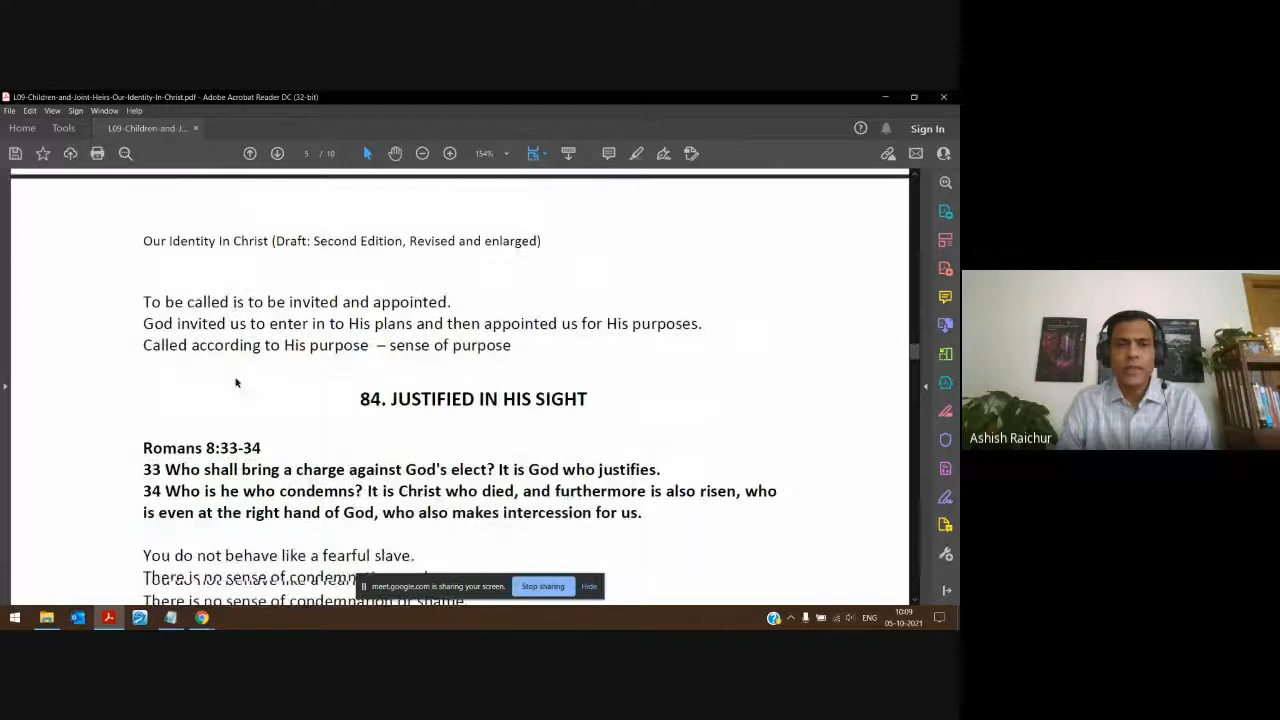 L09-Children-and-Joint-Heirs-Our-Identity-In-Christ.pdf - Adobe Acrobat Reader DC (32-bit)
File Edit View Sign Window Help
Home Tools L09-Children-and-J... × Sign In
5 / 10 154%
Our Identity In Christ (Draft: Second Edition, Revised and enlarged)
To be called is to be invited and appointed.
God invited us to enter in to His plans and then appointed us for His purposes.
Called according to His purpose – sense of purpose
84. JUSTIFIED IN HIS SIGHT
Romans 8:33-34
33 Who shall bring a charge against God's elect? It is God who justifies.
34 Who is he who condemns? It is Christ who died, and furthermore is also risen, who
is even at the right hand of God, who also makes intercession for us.
You do not behave like a fearful slave.
There is no sense of
There is no sense of condemnation or shame.
meet.google.com is sharing your screen. Stop sharing Hide
Ashish Raichur
ENG
10:09
05-10-2021